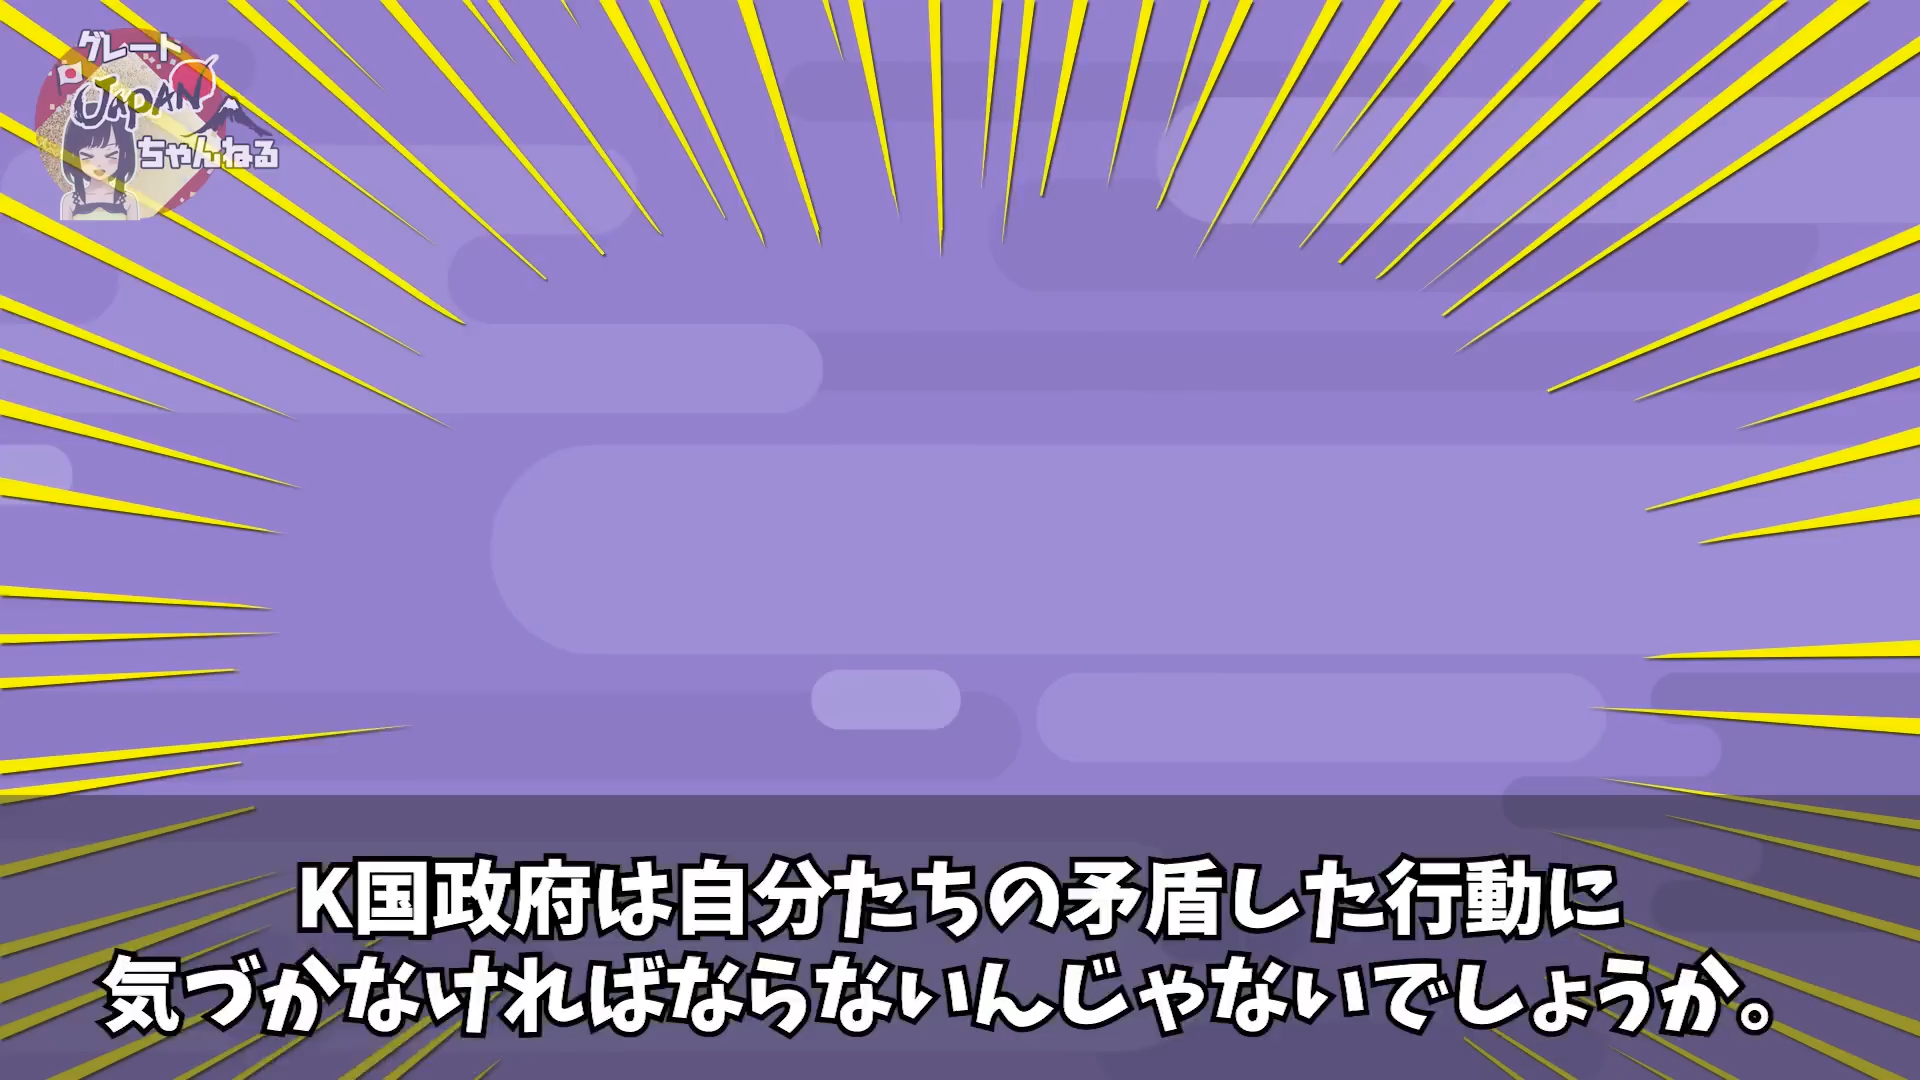 グレート
JAPAN
ちゃんねる
K国政府は自分たちの矛盾した行動に
気づかなければならないんじゃないでしょうか。